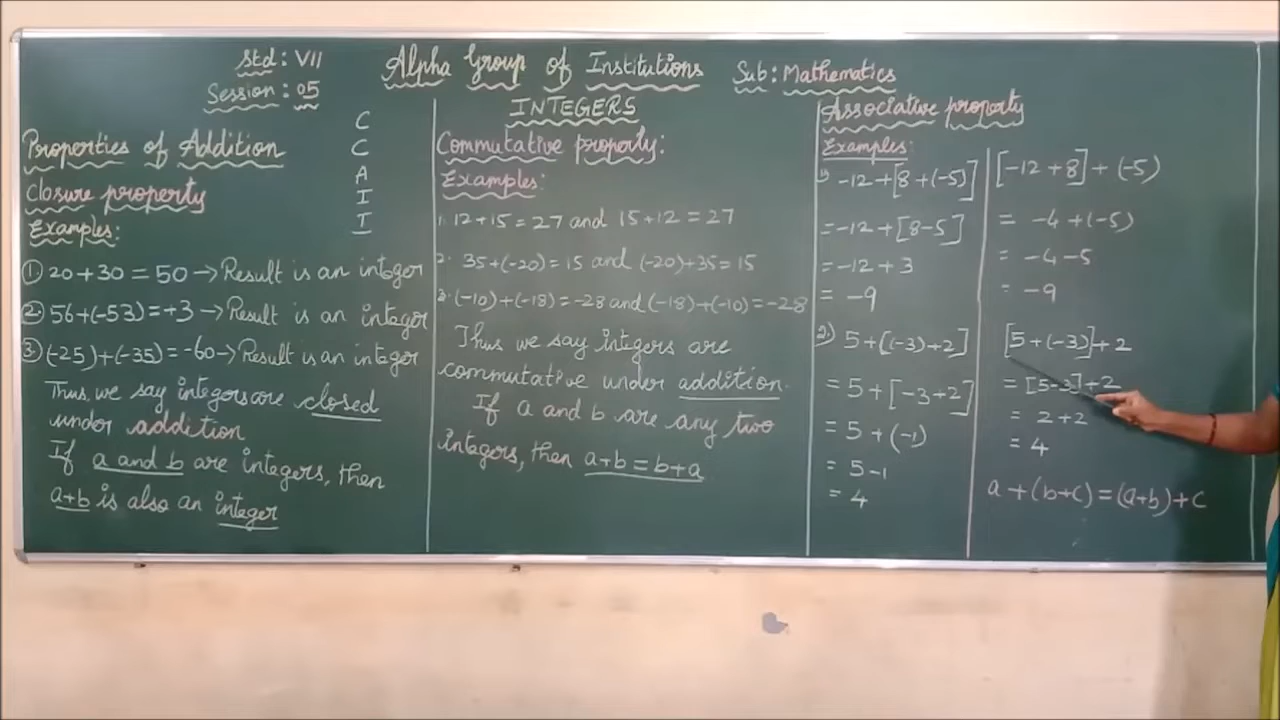 Std: VII
Session: 05
Alpha Group of Institutions
Sub: Mathematics
INTEGERS
C
C
A
I
I
Properties of Addition
Closure property
Examples:
① 20+30 = 50 → Result is an integer
② 56+(-53) = +3 → Result is an integer
③ (-25)+(-35) = -60 → Result is an integer
Thus, we say integers are closed
under addition
If a and b are integers, then
a+b is also an integer
Commutative property:
Examples:
1. 12+15 = 27 and 15+12 = 27
2. 35+(-20) = 15 and (-20)+35 = 15
3. (-10)+(-18) = -28 and (-18)+(-10) = -28
Thus we say integers are
commutative under addition.
If a and b are any two
integers, then a+b = b+a
Associative property
Examples:
1) -12+[8+(-5)]
= -12+[8-5]
= -12+3
= -9
2) 5+[(-3)+2]
= 5+[-3+2]
= 5+(-1)
= 5-1
= 4
[-12+8]+(-5)
= -4+(-5)
= -4-5
= -9
[5+(-3)]+2
= [5-3]+2
= 2+2
= 4
a+(b+c) = (a+b)+c